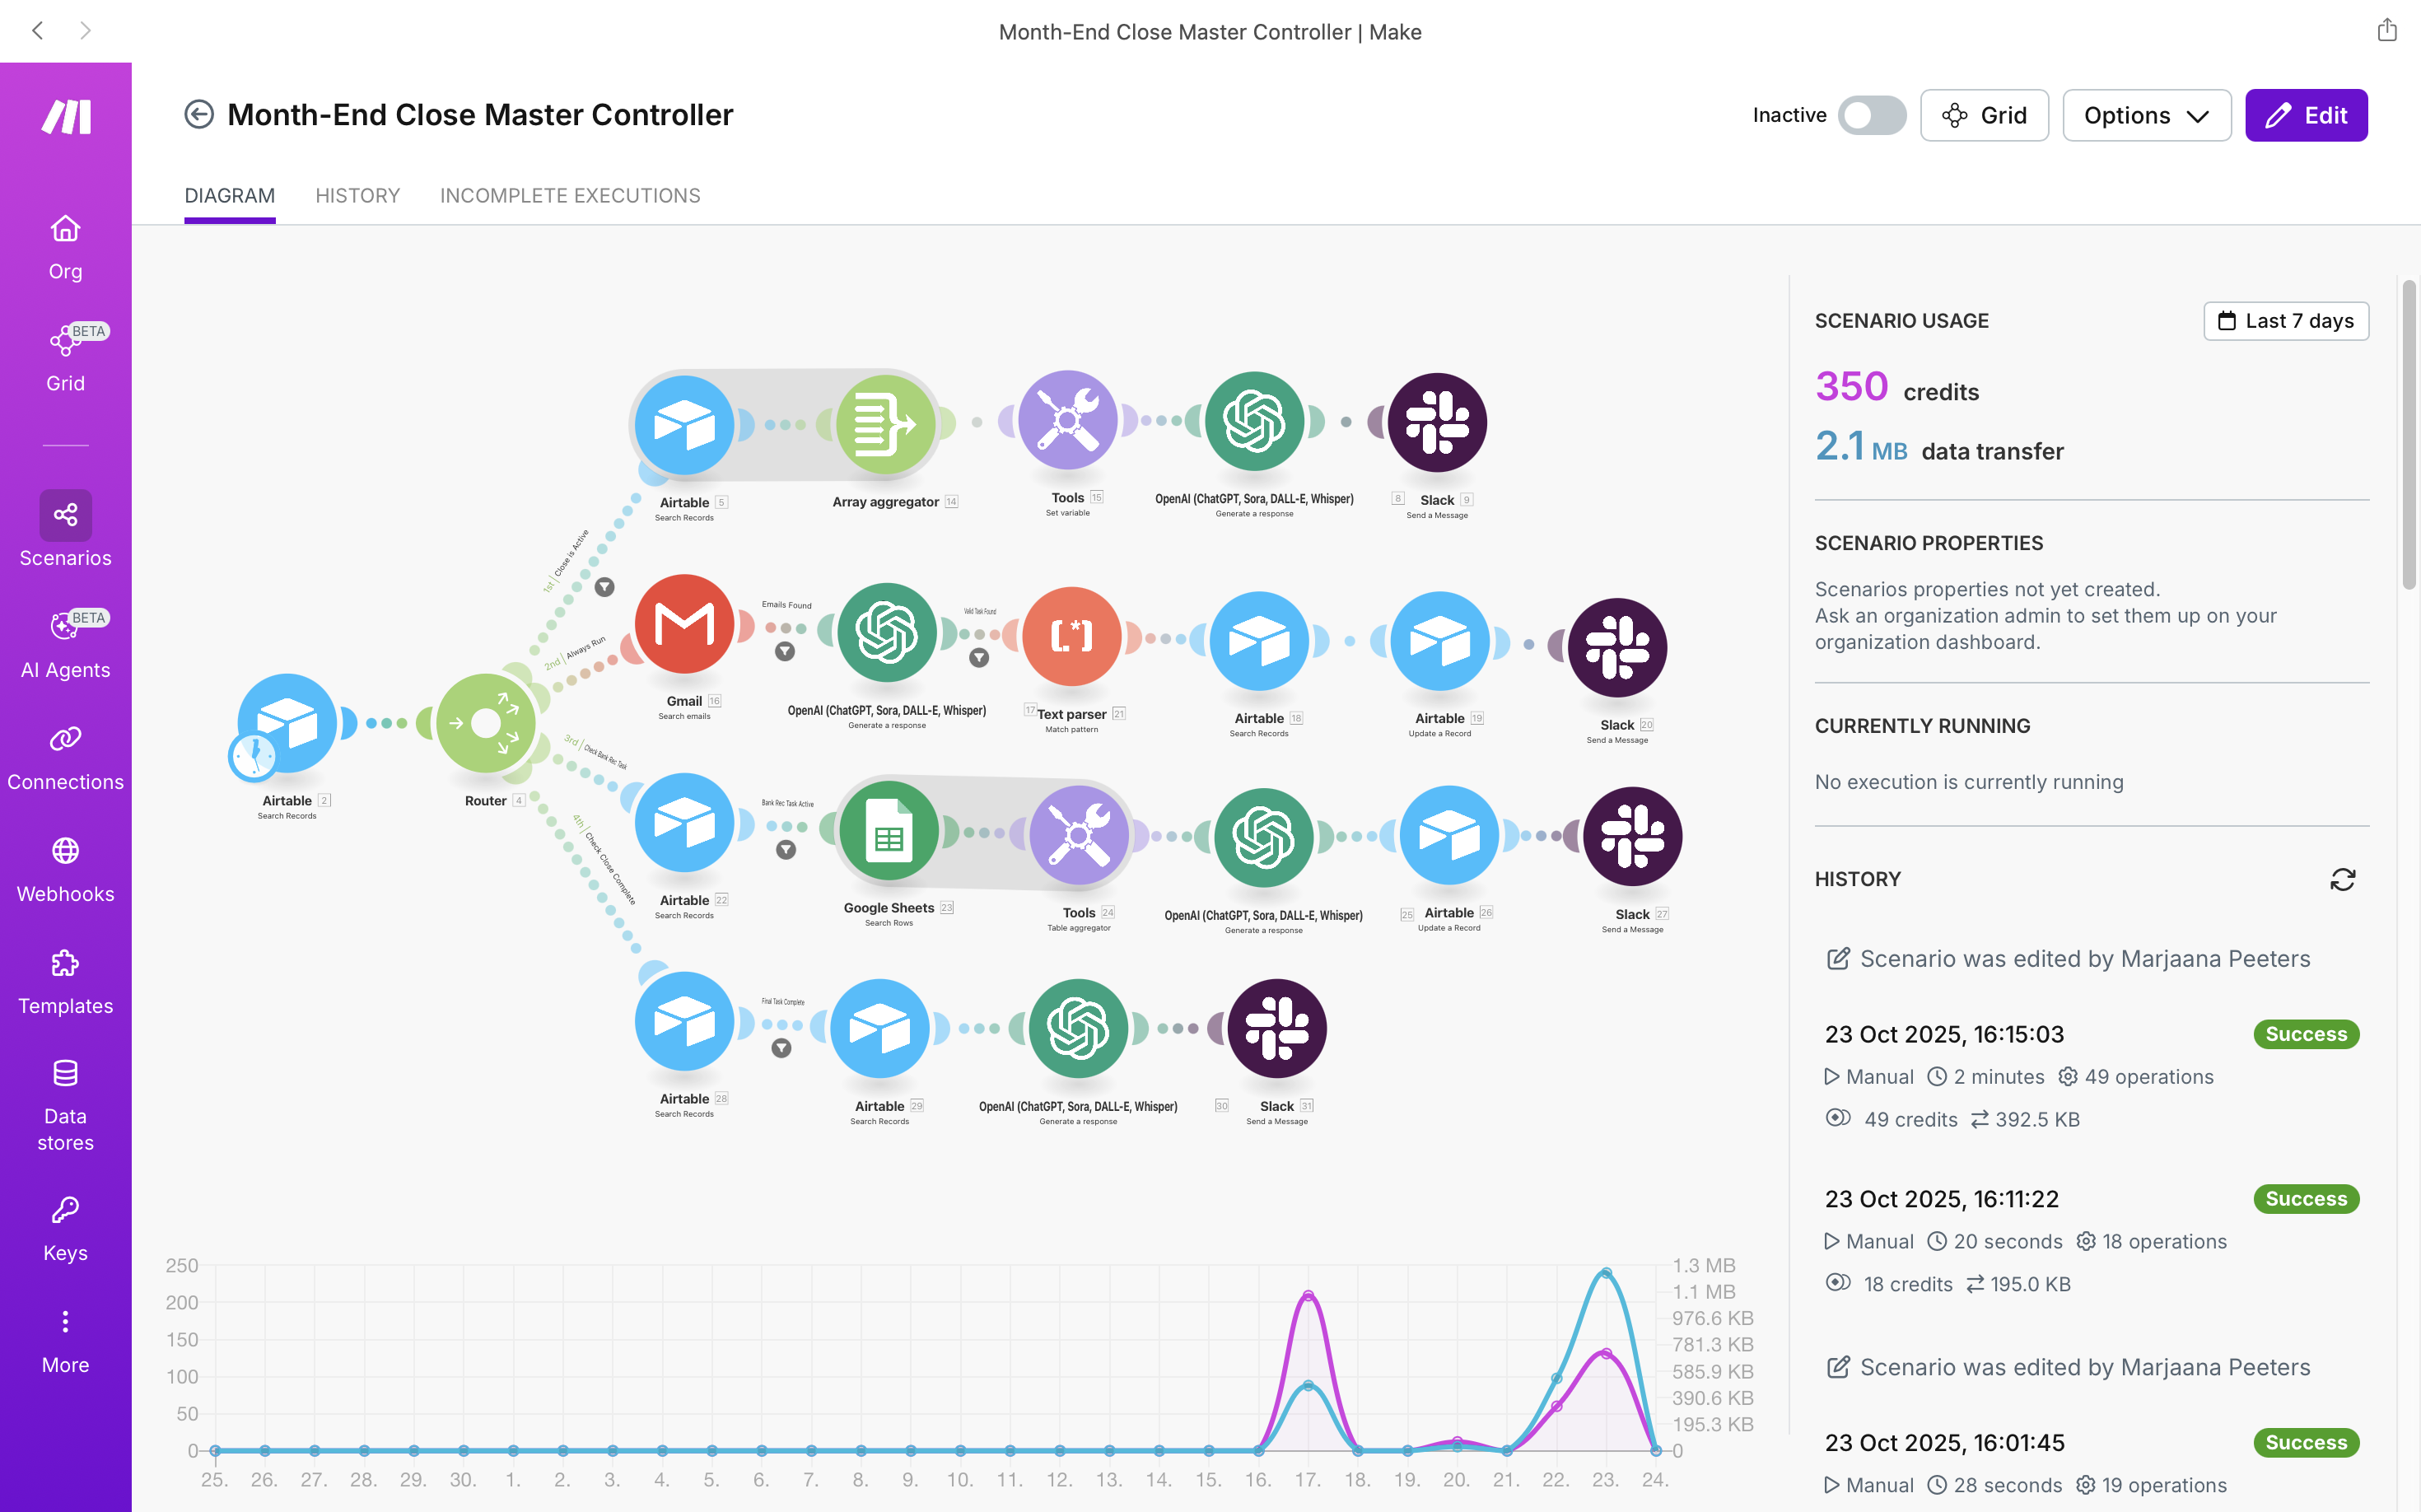 Month-End Close Master Controller | Make
Month-End Close Master Controller
Inactive
Grid
Options
Edit
DIAGRAM
HISTORY
INCOMPLETE EXECUTIONS
Org
BETA
Grid
Scenarios
BETA
AI Agents
Connections
Webhooks
Templates
Data
stores
Keys
More
Airtable 2
Search Records
Router 4
1st | Close is Active
2nd | Always Run
3rd | Check Bank Rec Task
4th | Check Close Complete
Airtable 5
Search Records
Array aggregator 14
Tools 15
Set variable
OpenAI (ChatGPT, Sora, DALL-E, Whisper) 8
Generate a response
Slack 9
Send a Message
Gmail 16
Search emails
Emails Found
OpenAI (ChatGPT, Sora, DALL-E, Whisper) 17
Generate a response
Valid Task Found
Text parser 21
Match pattern
Airtable 18
Search Records
Airtable 19
Update a Record
Slack 20
Send a Message
Airtable 22
Search Records
Bank Rec Task Active
Google Sheets 23
Search Rows
Tools 24
Table aggregator
OpenAI (ChatGPT, Sora, DALL-E, Whisper) 25
Generate a response
Airtable 26
Update a Record
Slack 27
Send a Message
Airtable 28
Search Records
Final Task Complete
Airtable 29
Search Records
OpenAI (ChatGPT, Sora, DALL-E, Whisper) 30
Generate a response
Slack 31
Send a Message
250
200
150
100
50
0
1.3 MB
1.1 MB
976.6 KB
781.3 KB
585.9 KB
390.6 KB
195.3 KB
0
25. 26. 27. 28. 29. 30. 1. 2. 3. 4. 5. 6. 7. 8. 9. 10. 11. 12. 13. 14. 15. 16. 17. 18. 19. 20. 21. 22. 23. 24.
SCENARIO USAGE
Last 7 days
350 credits
2.1 MB data transfer
SCENARIO PROPERTIES
Scenarios properties not yet created.
Ask an organization admin to set them up on your
organization dashboard.
CURRENTLY RUNNING
No execution is currently running
HISTORY
Scenario was edited by Marjaana Peeters
23 Oct 2025, 16:15:03
Success
Manual 2 minutes 49 operations
49 credits 392.5 KB
23 Oct 2025, 16:11:22
Success
Manual 20 seconds 18 operations
18 credits 195.0 KB
Scenario was edited by Marjaana Peeters
23 Oct 2025, 16:01:45
Success
Manual 28 seconds 19 operations